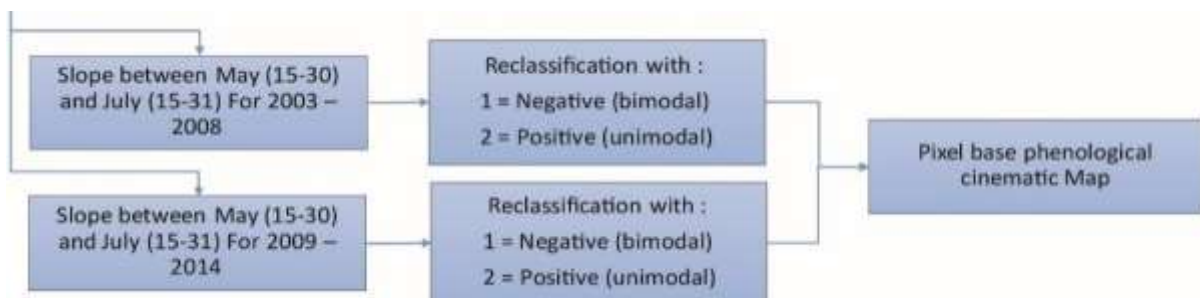 Slope between May (15-30)
and July (15-31) For 2003 –
2008
Reclassification with :
1 = Negative (bimodal)
2 = Positive (unimodal)
Pixel base phenological
cinematic Map
Slope between May (15-30)
and July (15-31) For 2009 –
2014
Reclassification with :
1 = Negative (bimodal)
2 = Positive (unimodal)